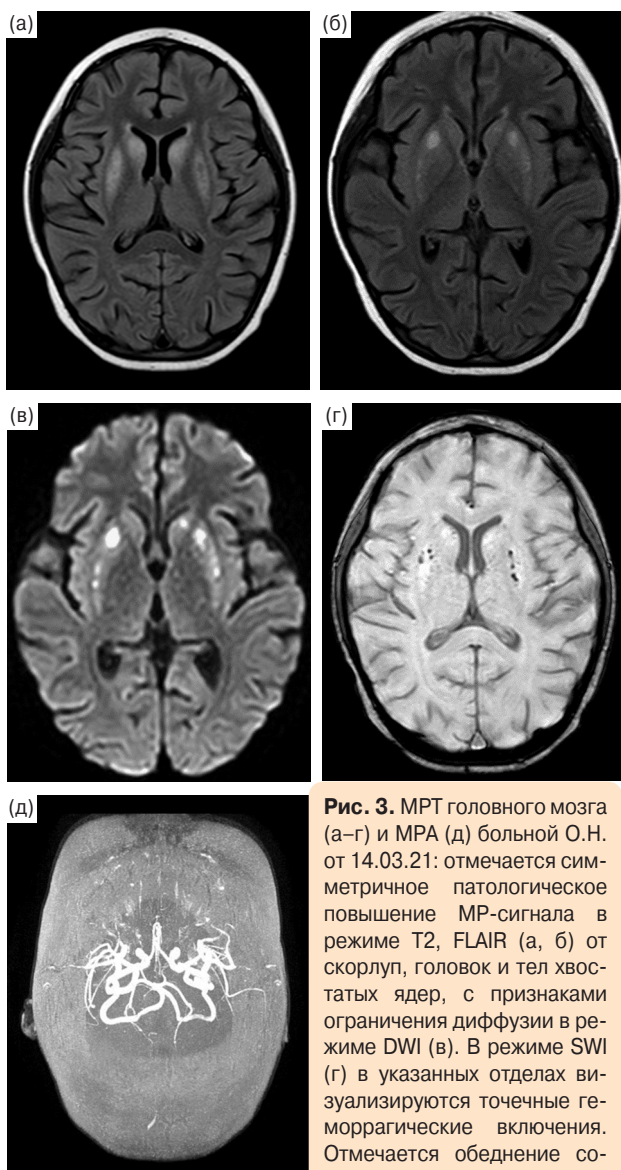 (а)
(б)
(в)
(г)
(д)
Рис. 3. МРТ головного мозга
(а–г) и МРА (д) больной О.Н.
от 14.03.21: отмечается сим-
метричное патологическое
повышение МР-сигнала в
режиме Т2, FLAIR (а, б) от
скорлуп, головок и тел хвос-
татых ядер, с признаками
ограничения диффузии в ре-
жиме DWI (в). В режиме SWI
(г) в указанных отделах ви-
зуализируются точечные ге-
моррагические включения.
Отмечается обеднение со-